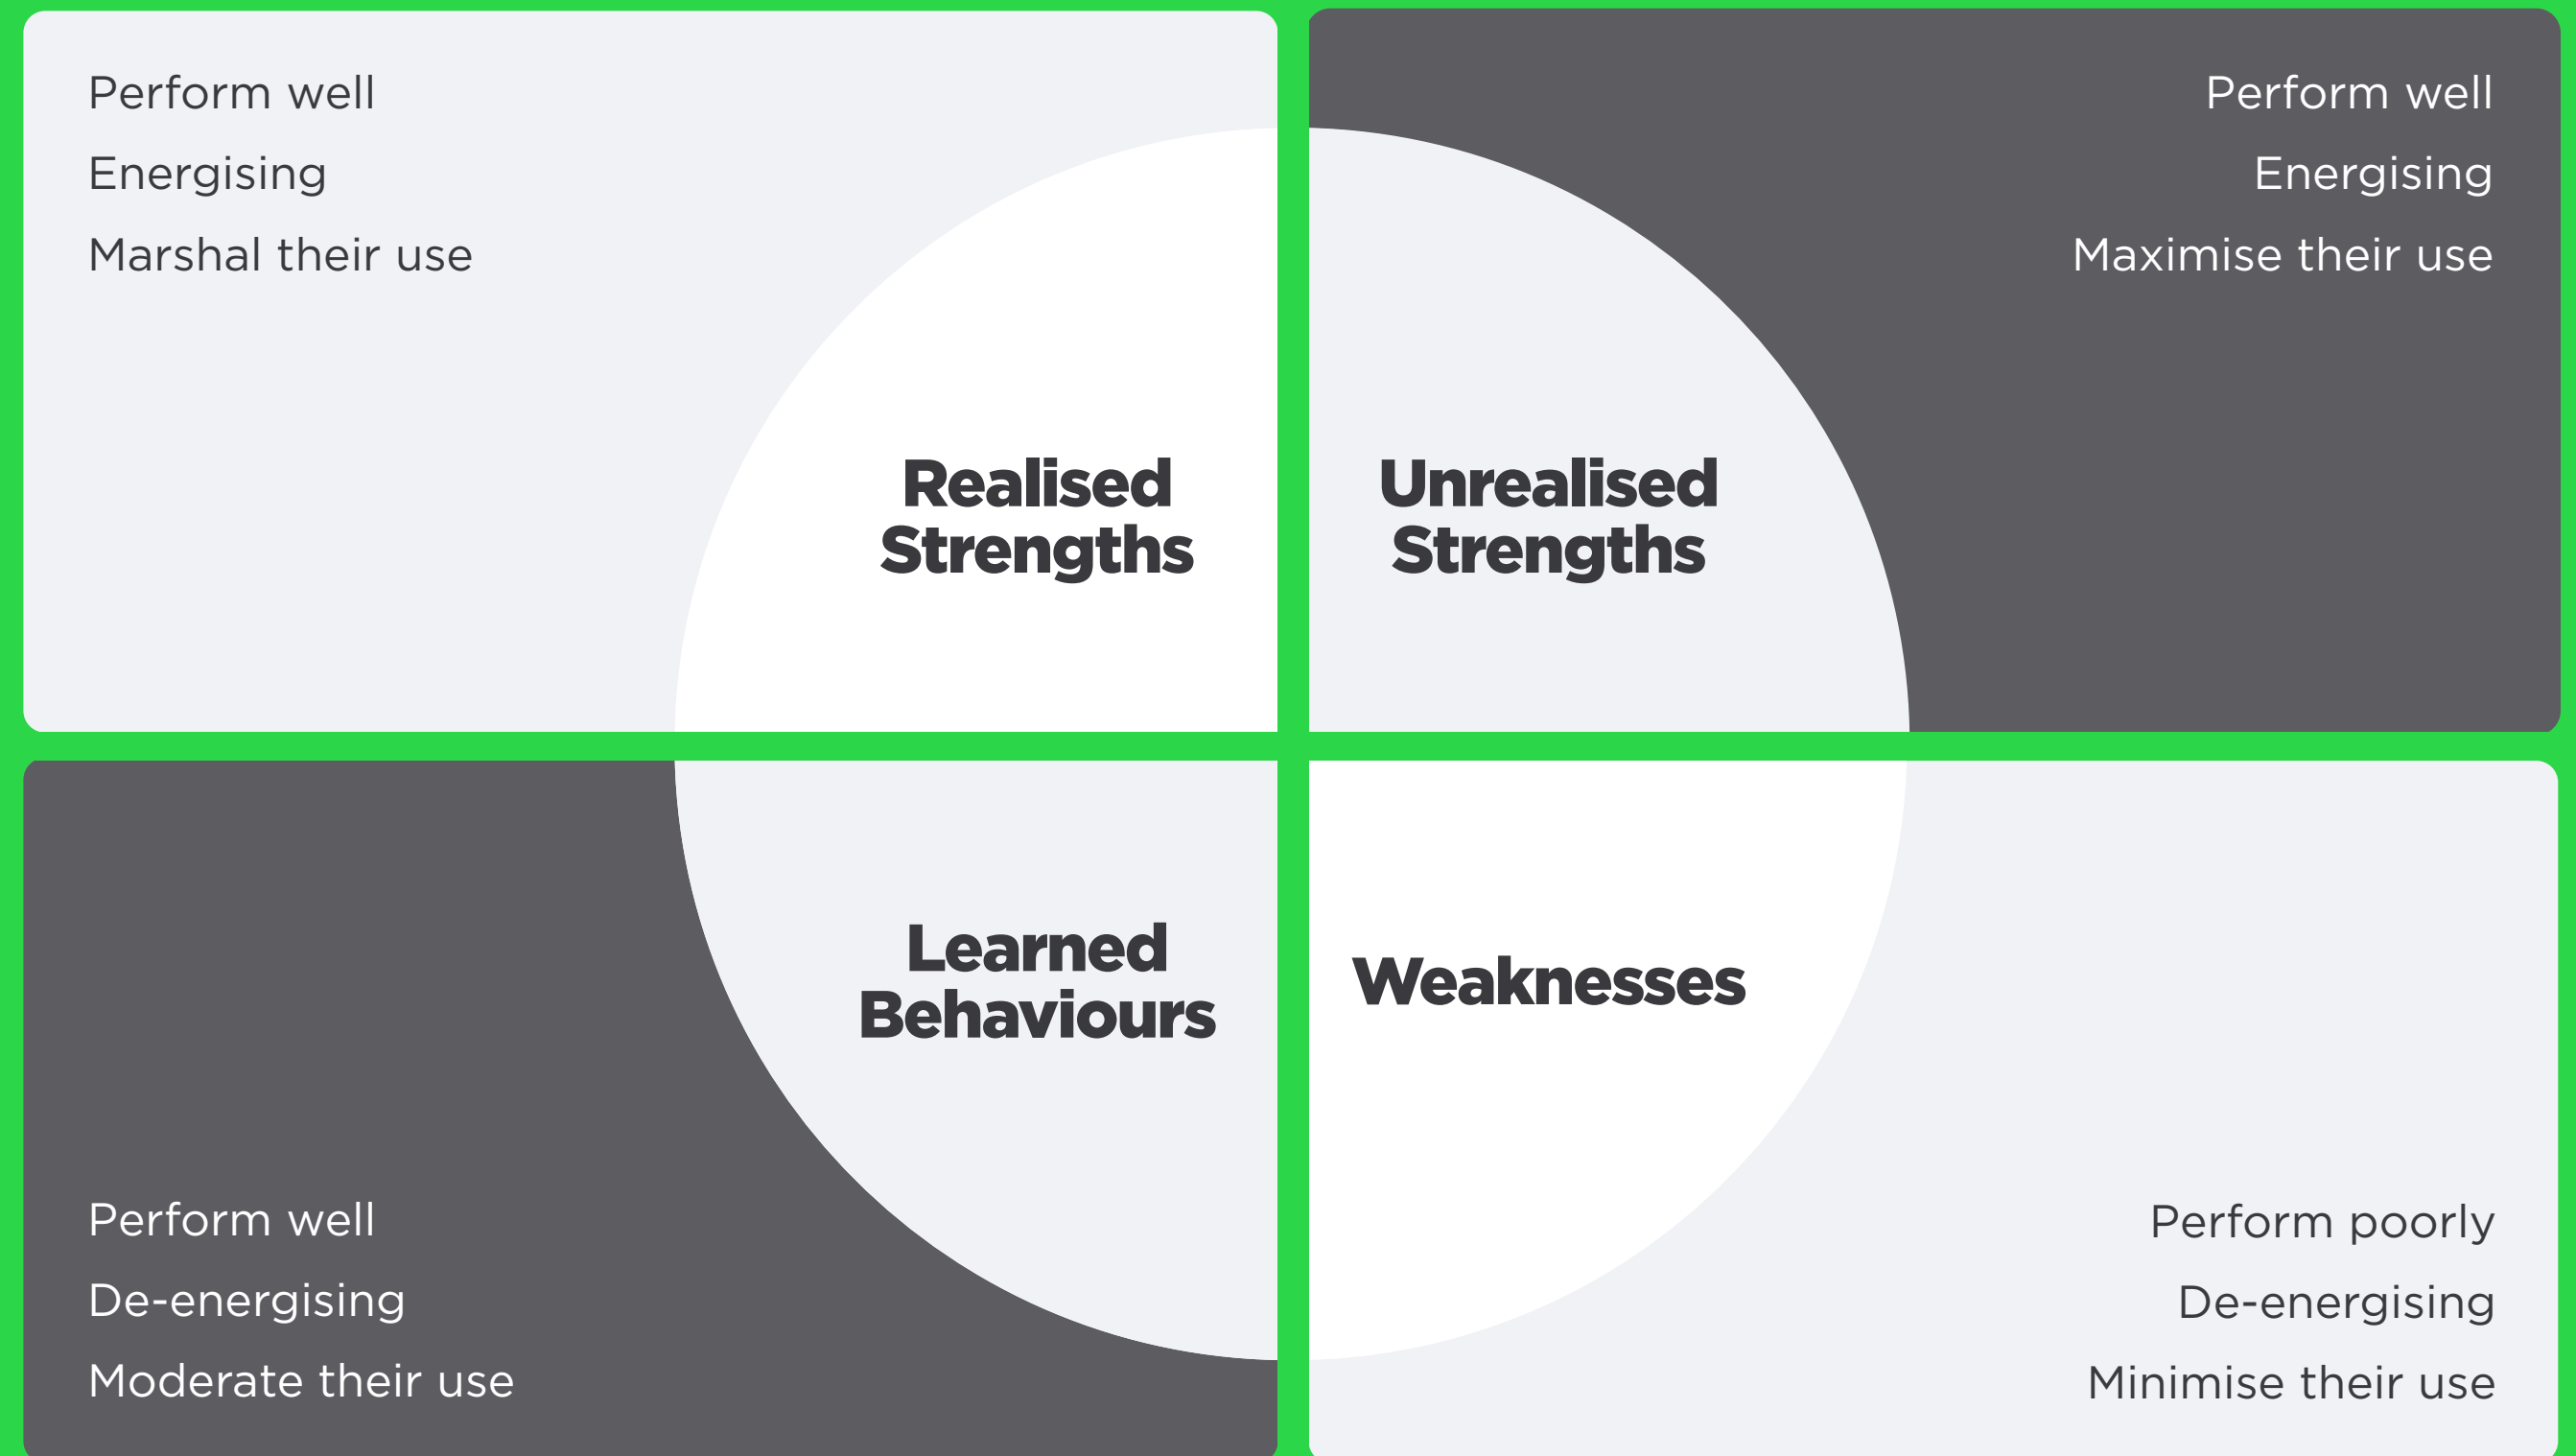 Perform well
Energising
Marshal their use
Realised
Strengths
Perform well
Energising
Maximise their use
Unrealised
Strengths
Learned
Behaviours
Perform well
De-energising
Moderate their use
Weaknesses
Perform poorly
De-energising
Minimise their use